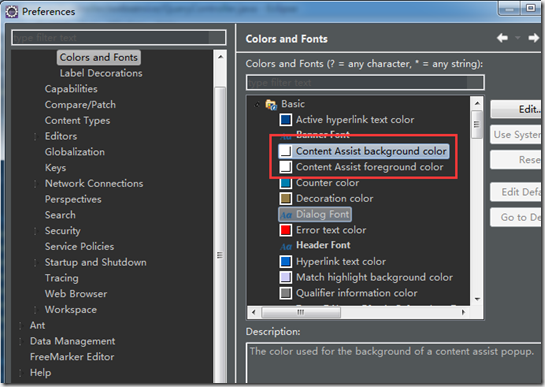 Preferences
type filter text
Colors and Fonts
Label Decorations
Capabilities
Compare/Patch
Content Types
Editors
Globalization
Keys
Network Connections
Perspectives
Search
Security
Service Policies
Startup and Shutdown
Tracing
Web Browser
Workspace
Ant
Data Management
FreeMarker Editor
Help
Colors and Fonts
Colors and Fonts (? = any character, * = any string):
type filter text
Basic
Active hyperlink text color
Aa Banner Font
Content Assist background color
Content Assist foreground color
Counter color
Decoration color
Aa Dialog Font
Error text color
Aa Header Font
Hyperlink text color
Match highlight background color
Qualifier information color
Edit...
Use System
Rese
Edit Defa
Go to De
Description:
The color used for the background of a content assist popup.